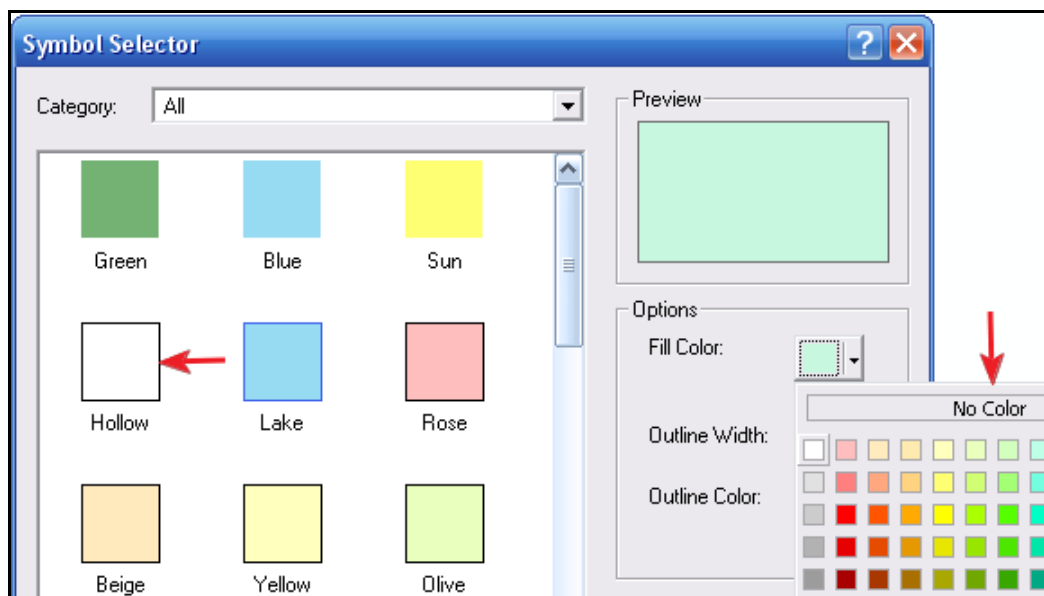 Symbol Selector
?
Category: All
Preview
Green Blue Sun
Options
Fill Color:
No Color
Hollow Lake Rose
Outline Width:
Outline Color:
Beige Yellow Olive